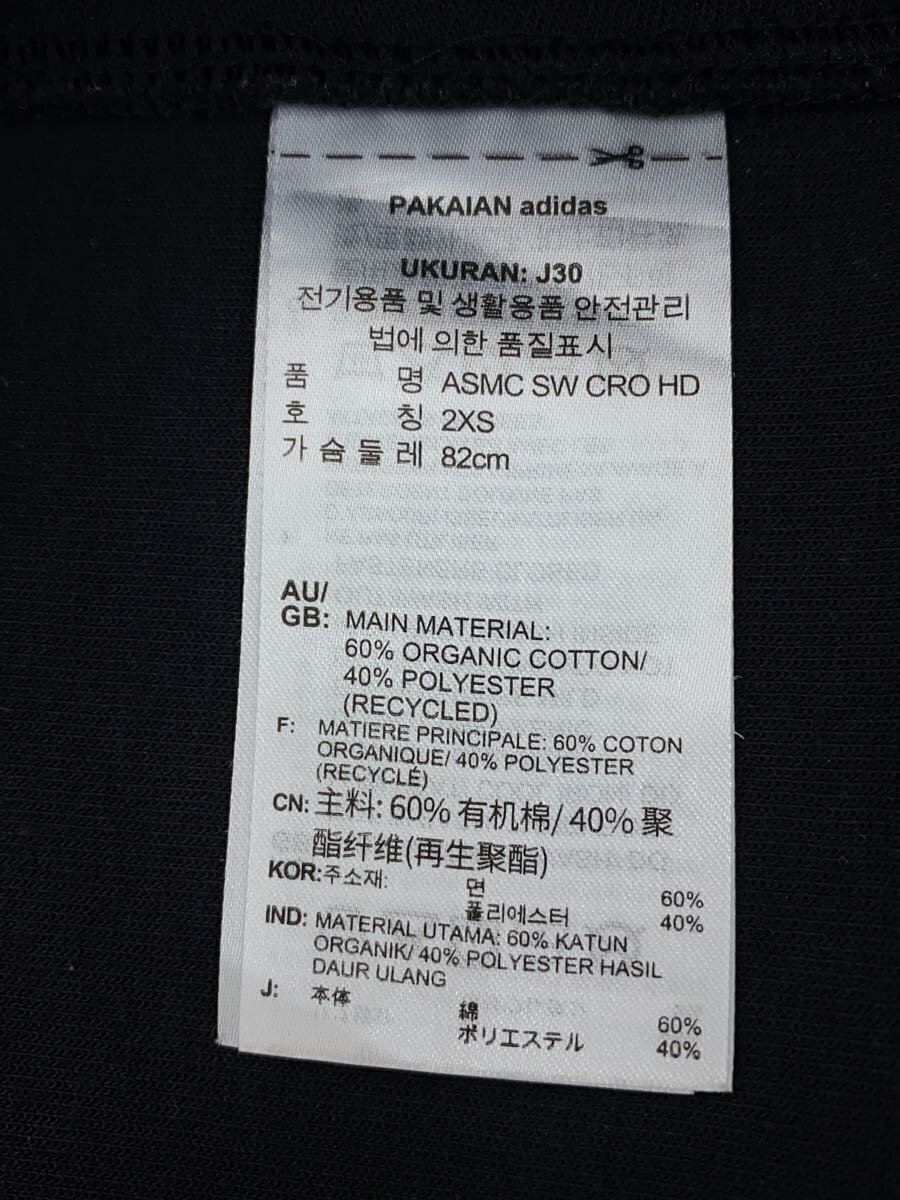 PAKAIAN adidas
UKURAN: J30
전기용품 및 생활용품 안전관리
법에 의한 품질표시
품 명 ASMC SW CRO HD
호 칭 2XS
가 슴 둘 레 82cm
AU/
GB: MAIN MATERIAL:
60% ORGANIC COTTON/
40% POLYESTER
(RECYCLED)
F: MATIERE PRINCIPALE: 60% COTON
ORGANIQUE/ 40% POLYESTER
(RECYCLÉ)
CN: 主料: 60% 有机棉/ 40% 聚
酯纤维(再生聚酯)
KOR: 주소재: 면 60%
폴리에스터 40%
IND: MATERIAL UTAMA: 60% KATUN
ORGANIK/ 40% POLYESTER HASIL
DAUR ULANG
J: 本体 綿 60%
ポリエステル 40%